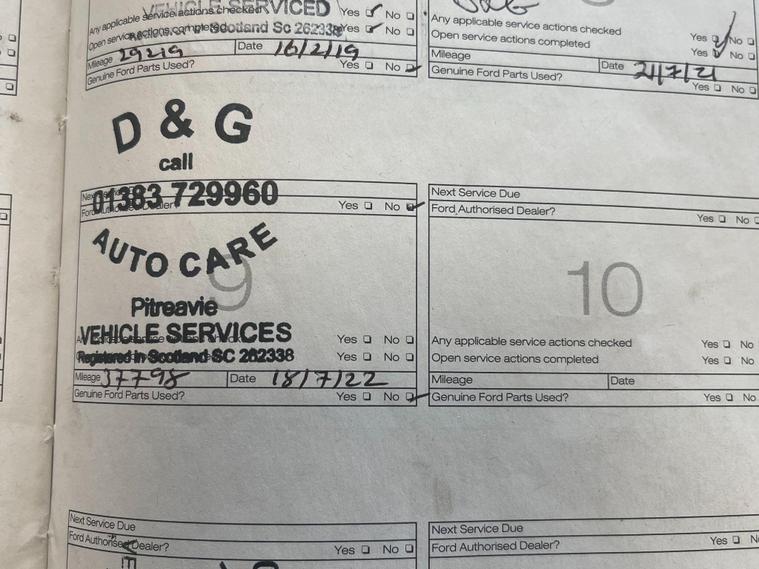 VEHICLE SERVICED
Any applicable service actions checked Yes No
Open service actions completed Scotland Sc 262338 Yes No
Mileage 29219 Date 16/2/19
Genuine Ford Parts Used? Yes No
D&G
Any applicable service actions checked Yes No
Open service actions completed Yes No
Mileage Date 21/7/21
Genuine Ford Parts Used? Yes No
D & G
call
01383 729960
Ford Authorised Dealer? Yes No
AUTO CARE
9
Pitreavie
VEHICLE SERVICES
Yes No
Registered in Scotland SC 262338 Yes No
Mileage 37798 Date 18/7/22
Genuine Ford Parts Used? Yes No
Next Service Due
Ford Authorised Dealer? Yes No
10
Any applicable service actions checked Yes No
Open service actions completed Yes No
Mileage Date
Genuine Ford Parts Used? Yes No
Next Service Due
Ford Authorised Dealer? Yes No
Next Service Due
Ford Authorised Dealer? Yes